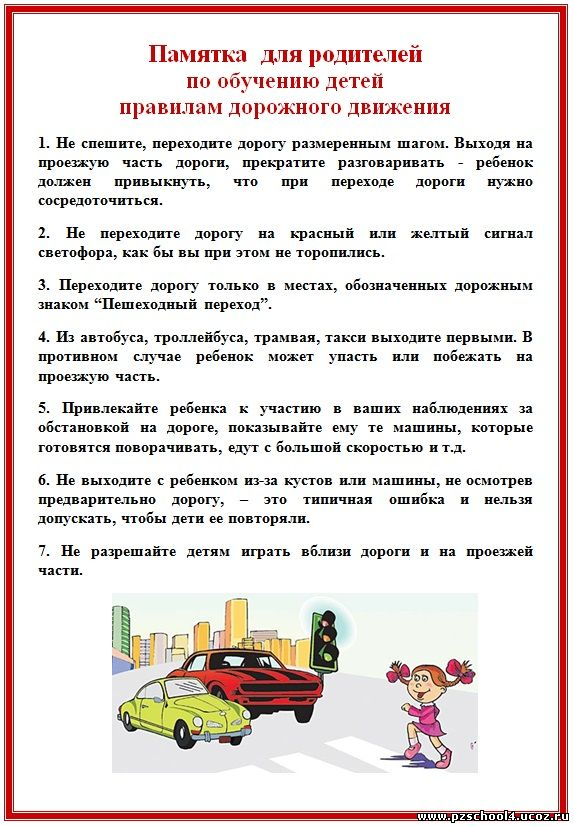 Памятка для родителей
по обучению детей
правилам дорожного движения
1. Не спешите, переходите дорогу размеренным шагом. Выходя на
проезжую часть дороги, прекратите разговаривать - ребенок
должен привыкнуть, что при переходе дороги нужно
сосредоточиться.
2. Не переходите дорогу на красный или желтый сигнал
светофора, как бы вы при этом не торопились.
3. Переходите дорогу только в местах, обозначенных дорожным
знаком “Пешеходный переход”.
4. Из автобуса, троллейбуса, трамвая, такси выходите первыми. В
противном случае ребенок может упасть или побежать на
проезжую часть.
5. Привлекайте ребенка к участию в ваших наблюдениях за
обстановкой на дороге, показывайте ему те машины, которые
готовятся поворачивать, едут с большой скоростью и т.д.
6. Не выходите с ребенком из-за кустов или машины, не осмотрев
предварительно дорогу, – это типичная ошибка и нельзя
допускать, чтобы дети ее повторяли.
7. Не разрешайте детям играть вблизи дороги и на проезжей
части.
www.pzschool4.ucoz.ru